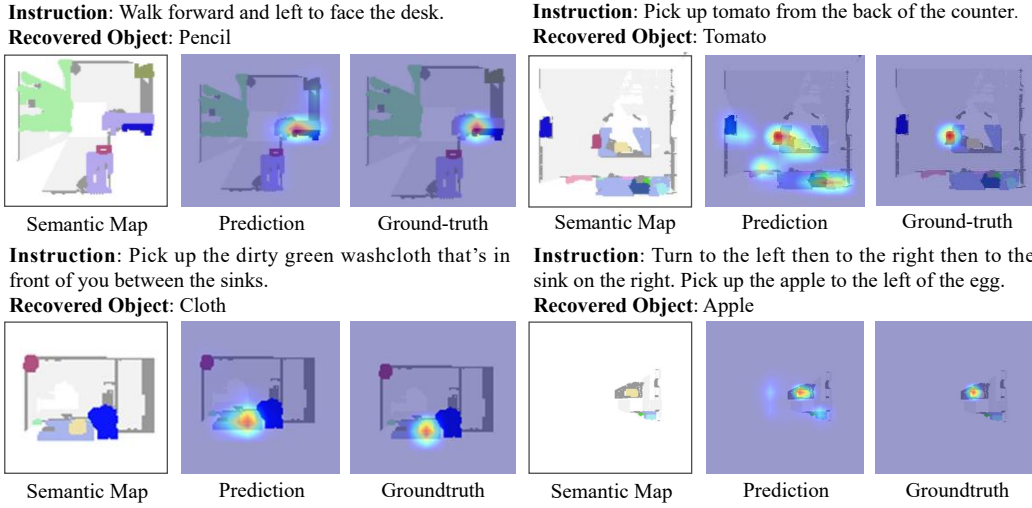 Instruction: Walk forward and left to face the desk.
Recovered Object: Pencil
Semantic Map
Prediction
Ground-truth
Instruction: Pick up tomato from the back of the counter.
Recovered Object: Tomato
Semantic Map
Prediction
Ground-truth
Instruction: Pick up the dirty green washcloth that's in
front of you between the sinks.
Recovered Object: Cloth
Semantic Map
Prediction
Groundtruth
Instruction: Turn to the left then to the right then to the
sink on the right. Pick up the apple to the left of the egg.
Recovered Object: Apple
Semantic Map
Prediction
Groundtruth